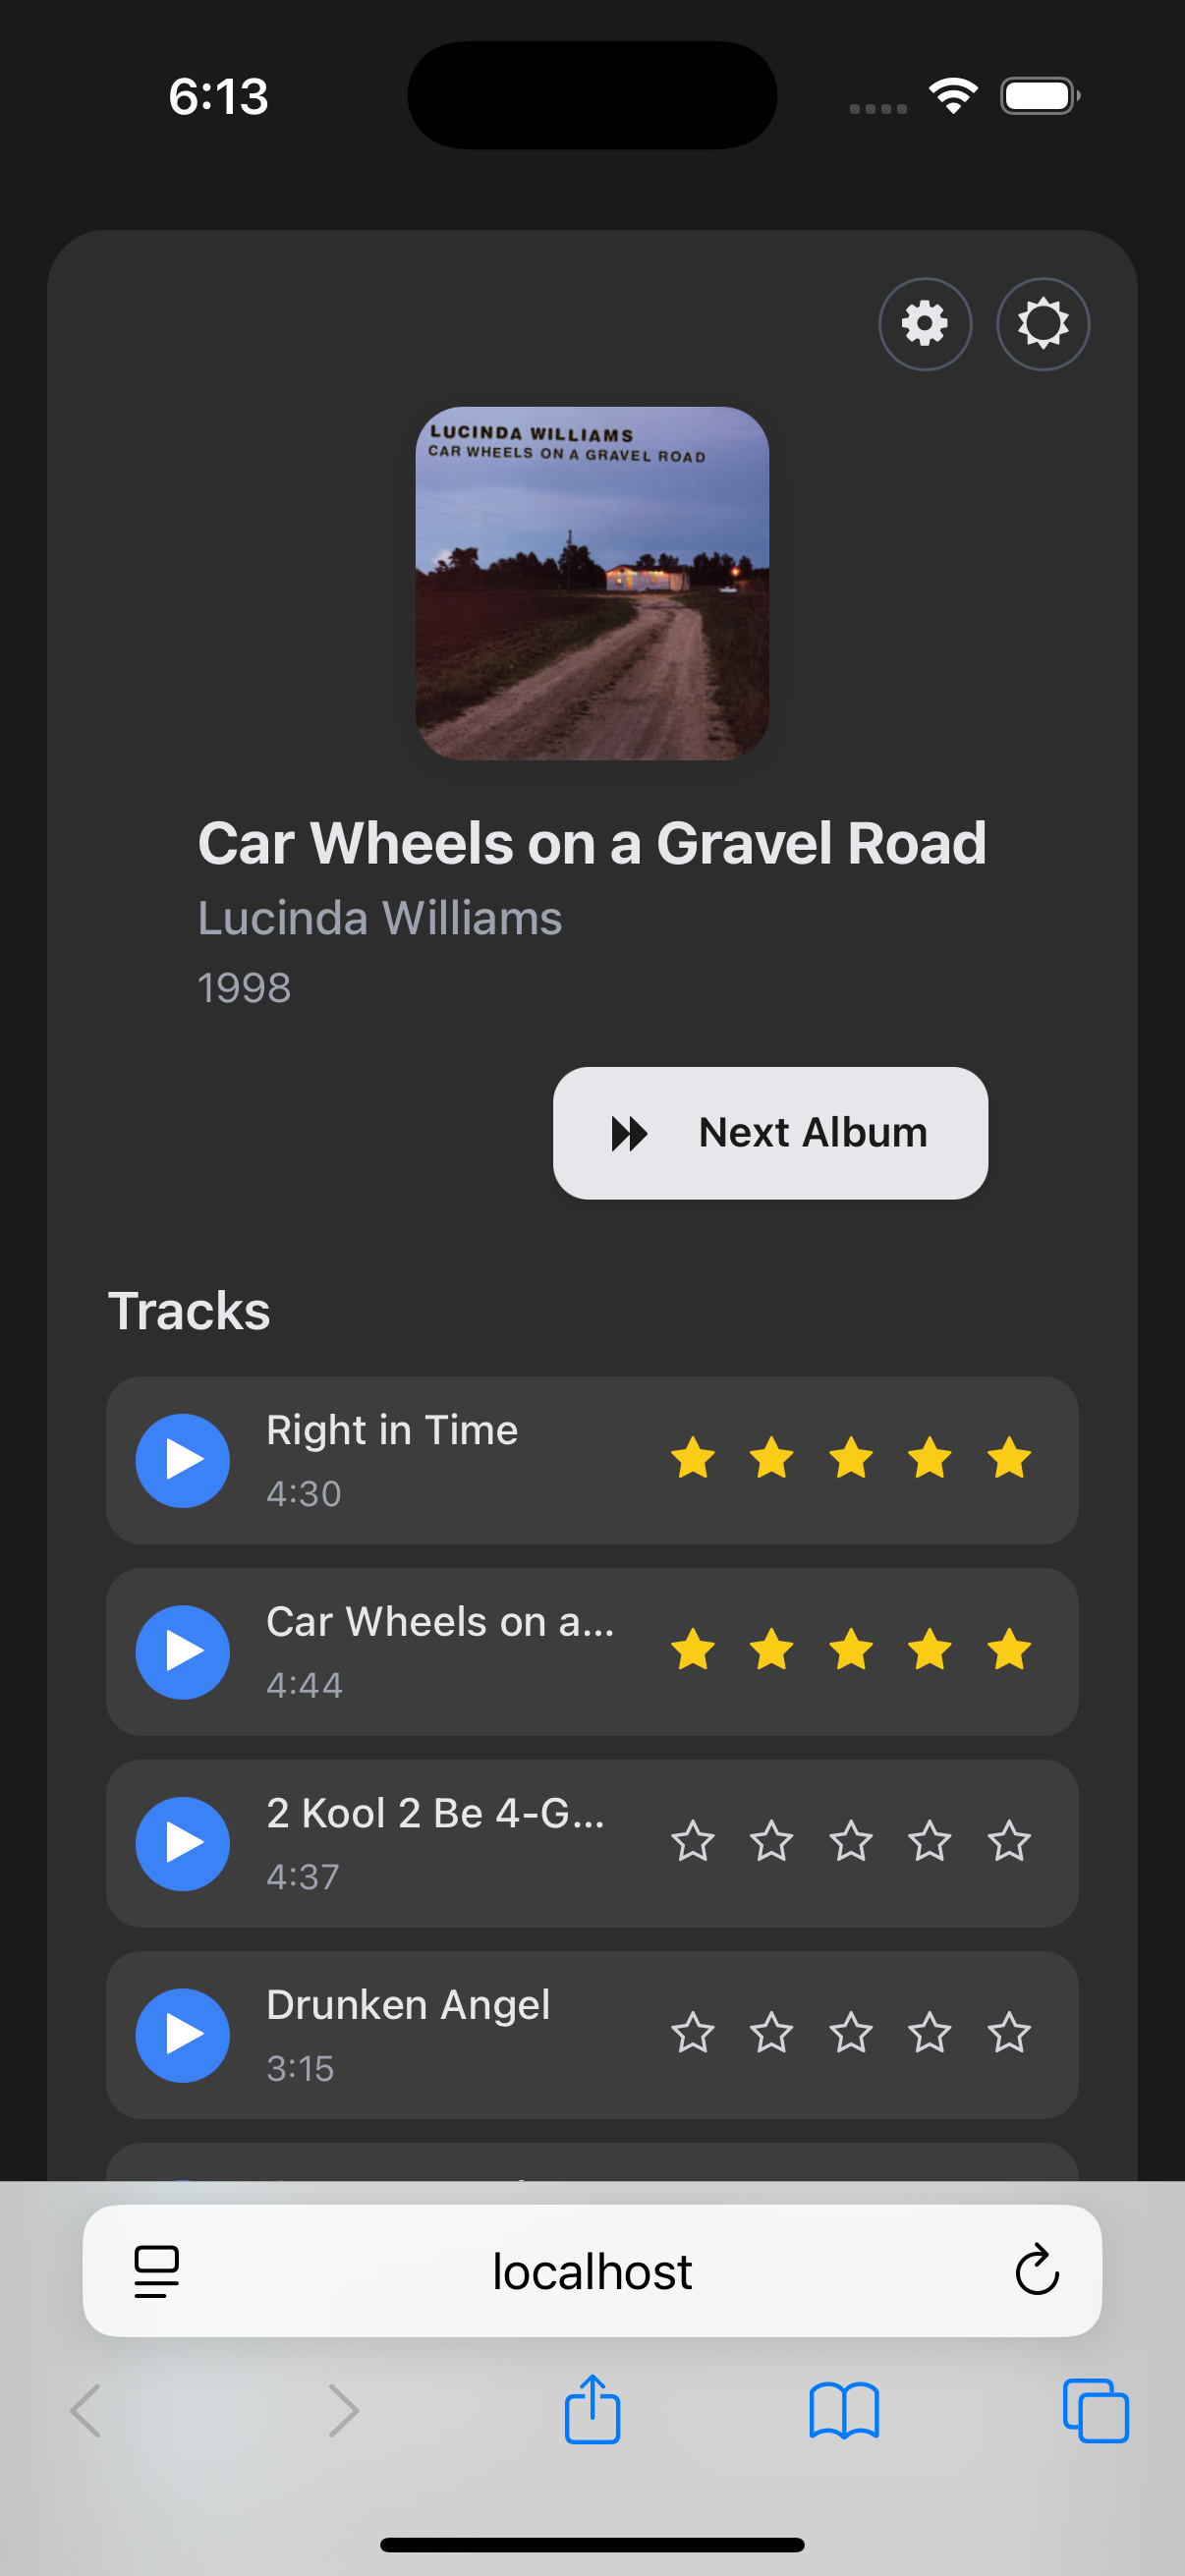 6:13
LUCINDA WILLIAMS
CAR WHEELS ON A GRAVEL ROAD
Car Wheels on a Gravel Road
Lucinda Williams
1998
Next Album
Tracks
Right in Time
4:30
Car Wheels on a...
4:44
2 Kool 2 Be 4-G...
4:37
Drunken Angel
3:15
localhost